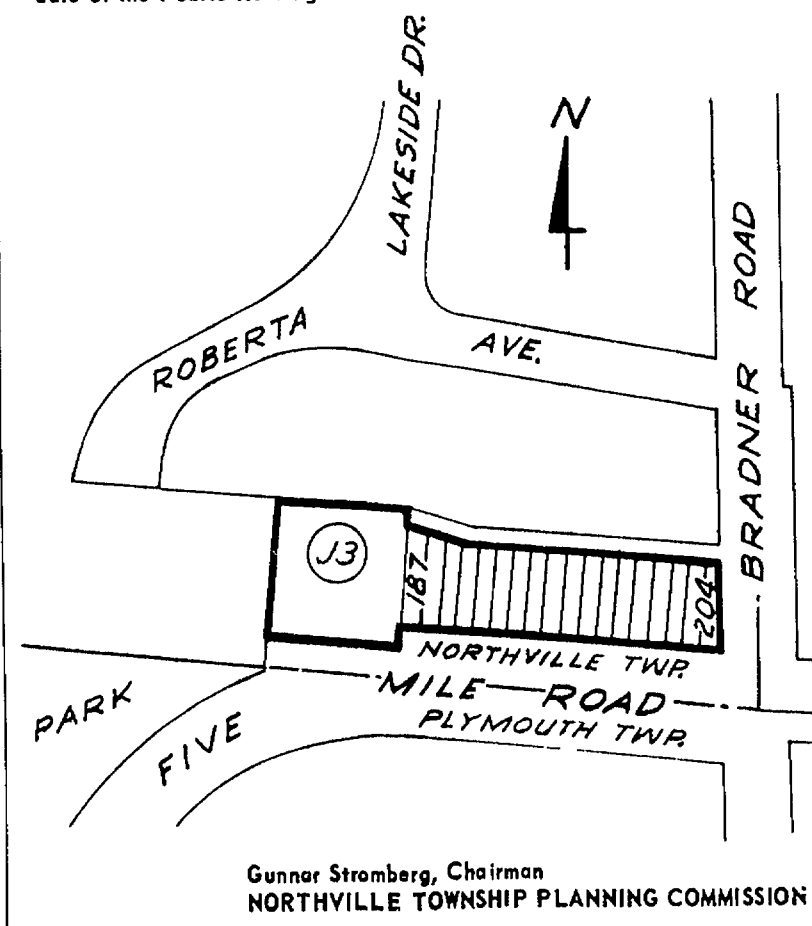 LAKESIDE DR.
N
ROBERTA AVE.
BRADNER ROAD
J3
187
204
NORTHVILLE TWP.
FIVE MILE ROAD
PLYMOUTH TWP.
PARK
Gunnar Stromberg, Chairman
NORTHVILLE TOWNSHIP PLANNING COMMISSION